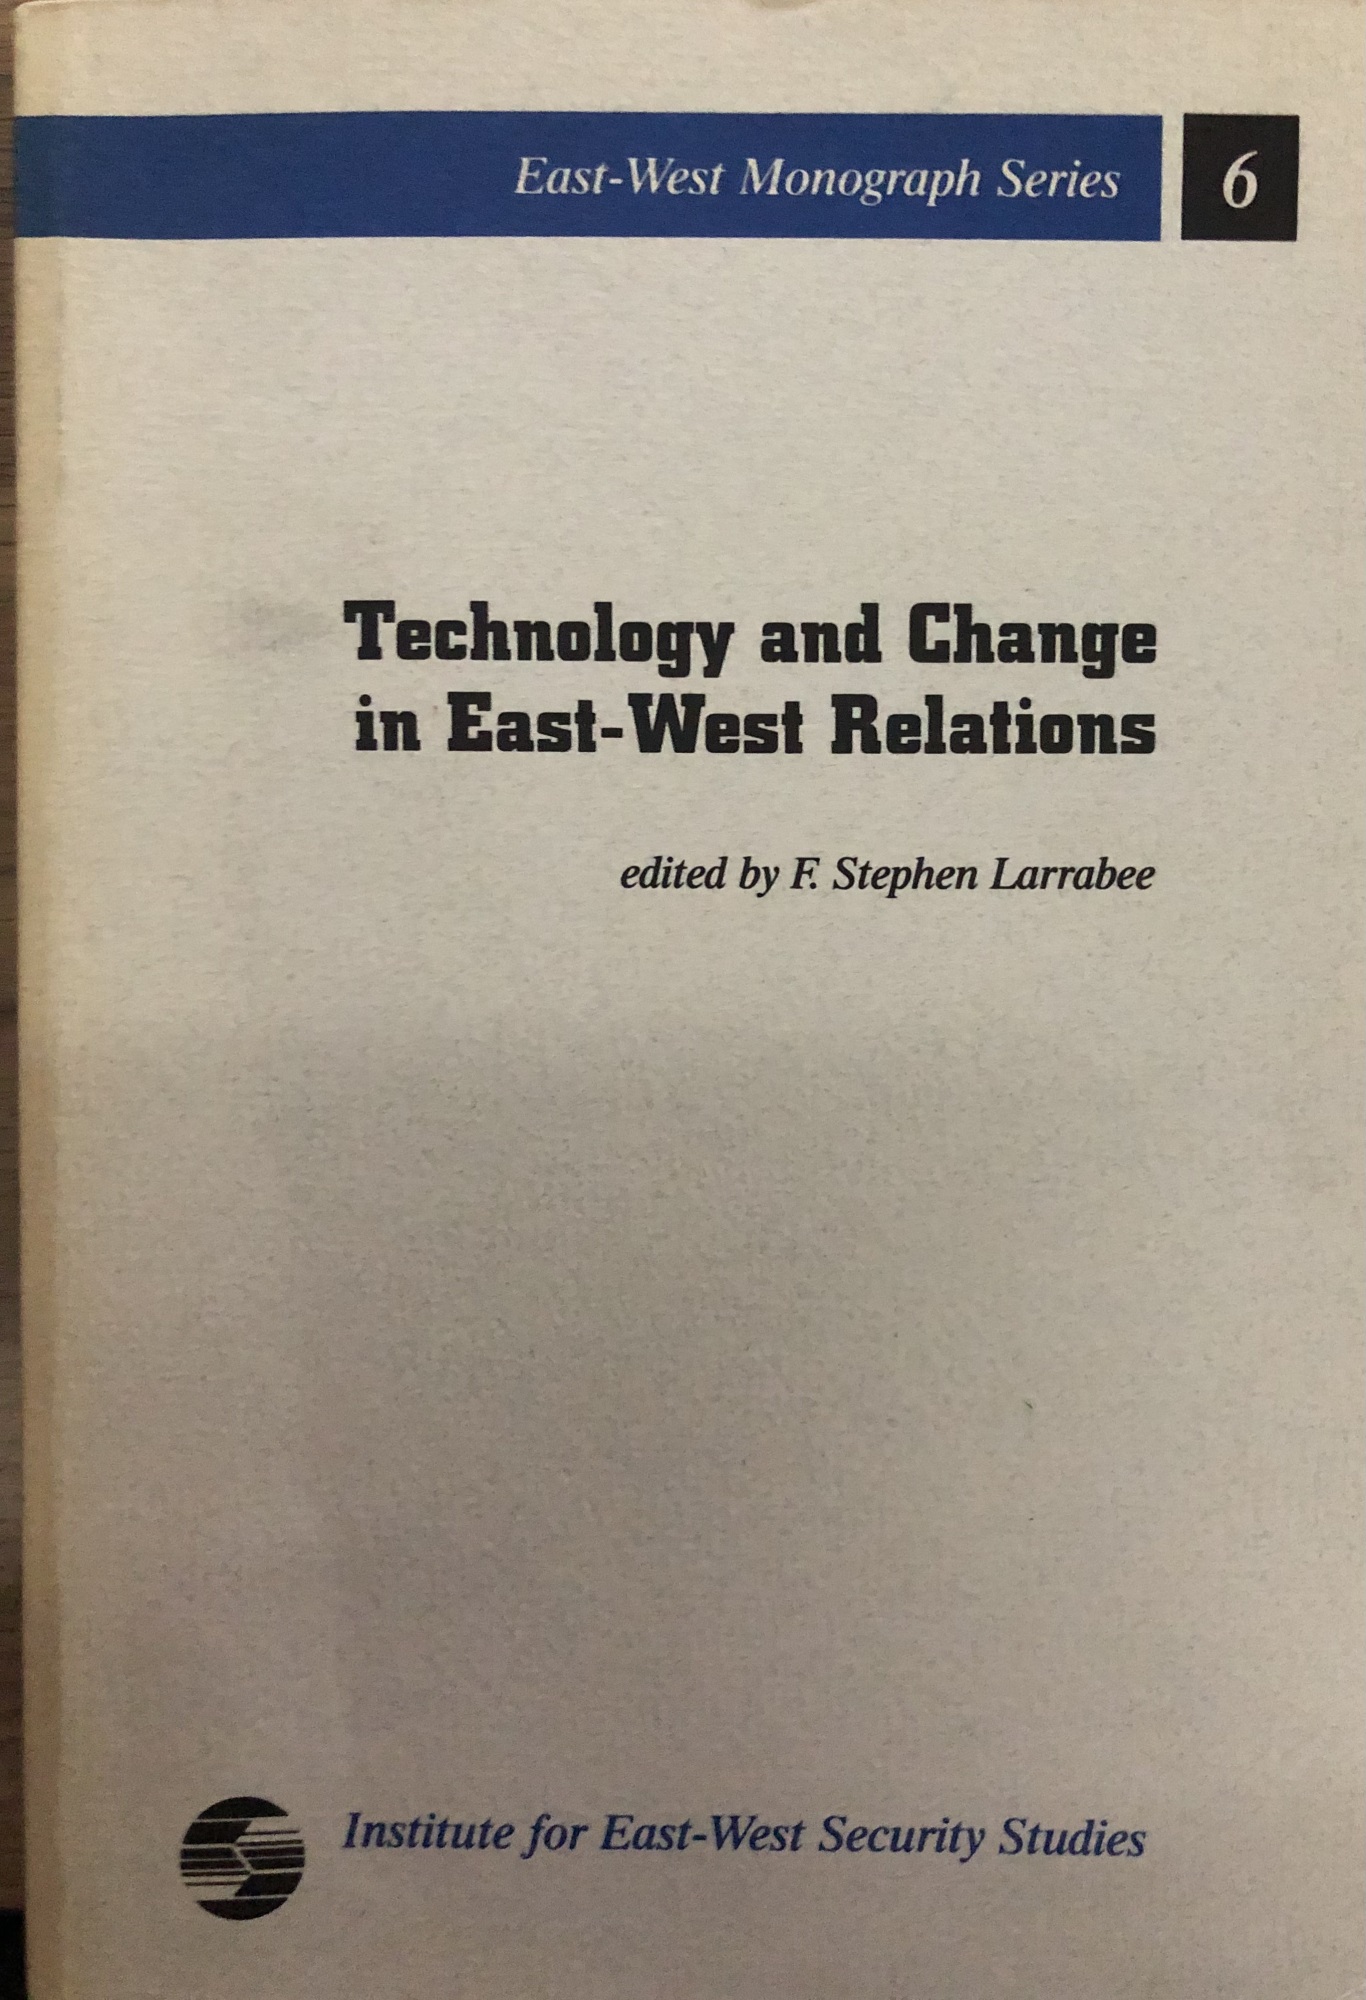 East-West Monograph Series 6
Technology and Change
in East-West Relations
edited by F. Stephen Larrabee
Institute for East-West Security Studies